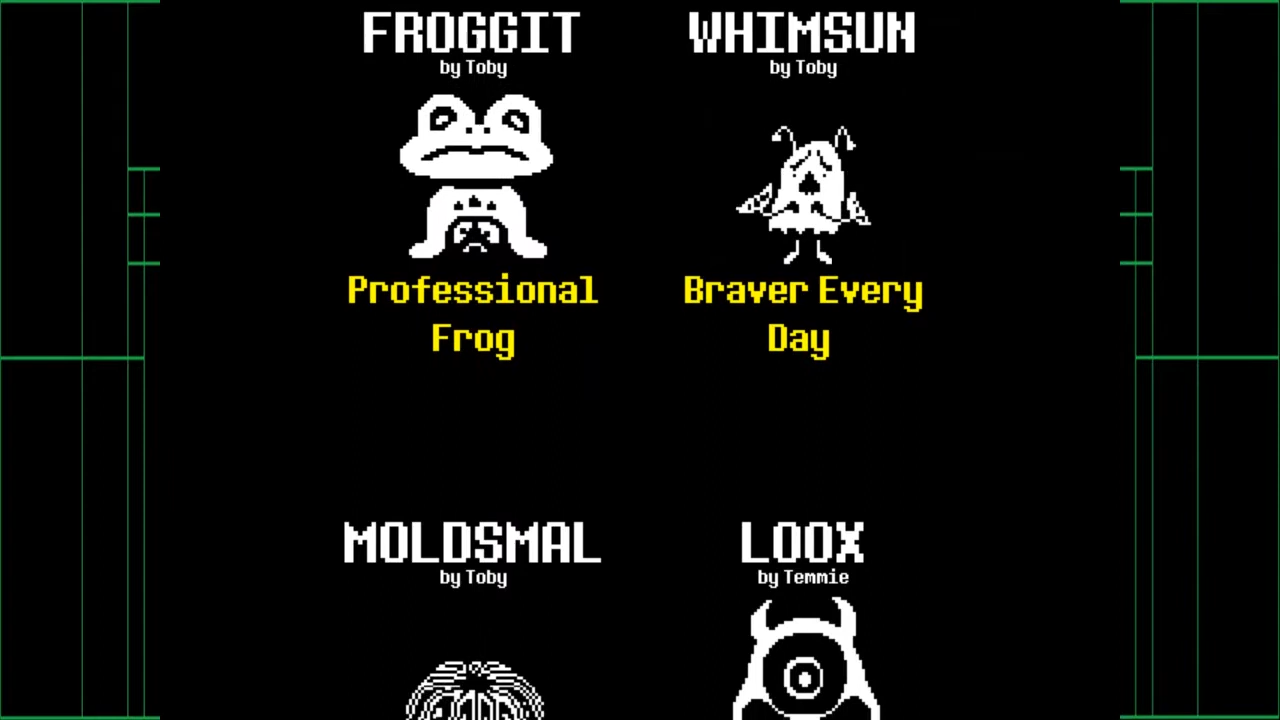 FROGGIT
by Toby
Professional
Frog
WHIMSUN
by Toby
Braver Every
Day
MOLDSMAL
by Toby
LOOX
by Temmie